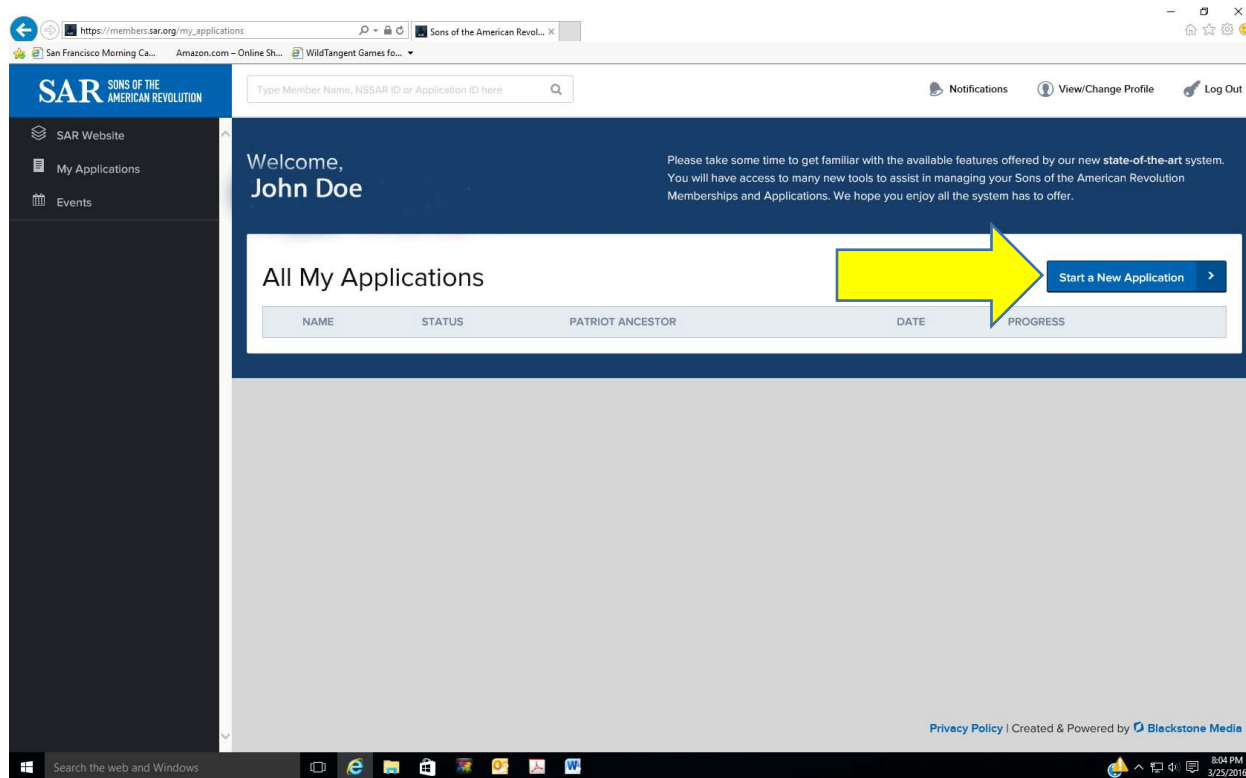 https://members.sar.org/my_applications
Sons of the American Revol...
San Francisco Morning Ca... Amazon.com – Online Sh... WildTangent Games fo...
SAR SONS OF THE
AMERICAN REVOLUTION
Type Member Name, NSSAR ID or Application ID here
Notifications
View/Change Profile
Log Out
SAR Website
My Applications
Events
Welcome,
John Doe
Please take some time to get familiar with the available features offered by our new state-of-the-art system.
You will have access to many new tools to assist in managing your Sons of the American Revolution
Memberships and Applications. We hope you enjoy all the system has to offer.
All My Applications
Start a New Application
NAME STATUS PATRIOT ANCESTOR DATE PROGRESS
Privacy Policy | Created & Powered by Blackstone Media
Search the web and Windows
8:04 PM
3/25/2016